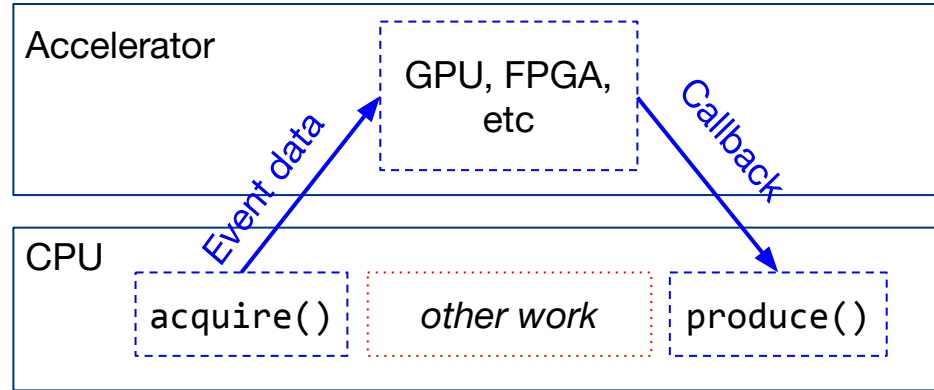 Accelerator
GPU, FPGA,
etc
Event data
Callback
CPU
acquire()
other work
produce()